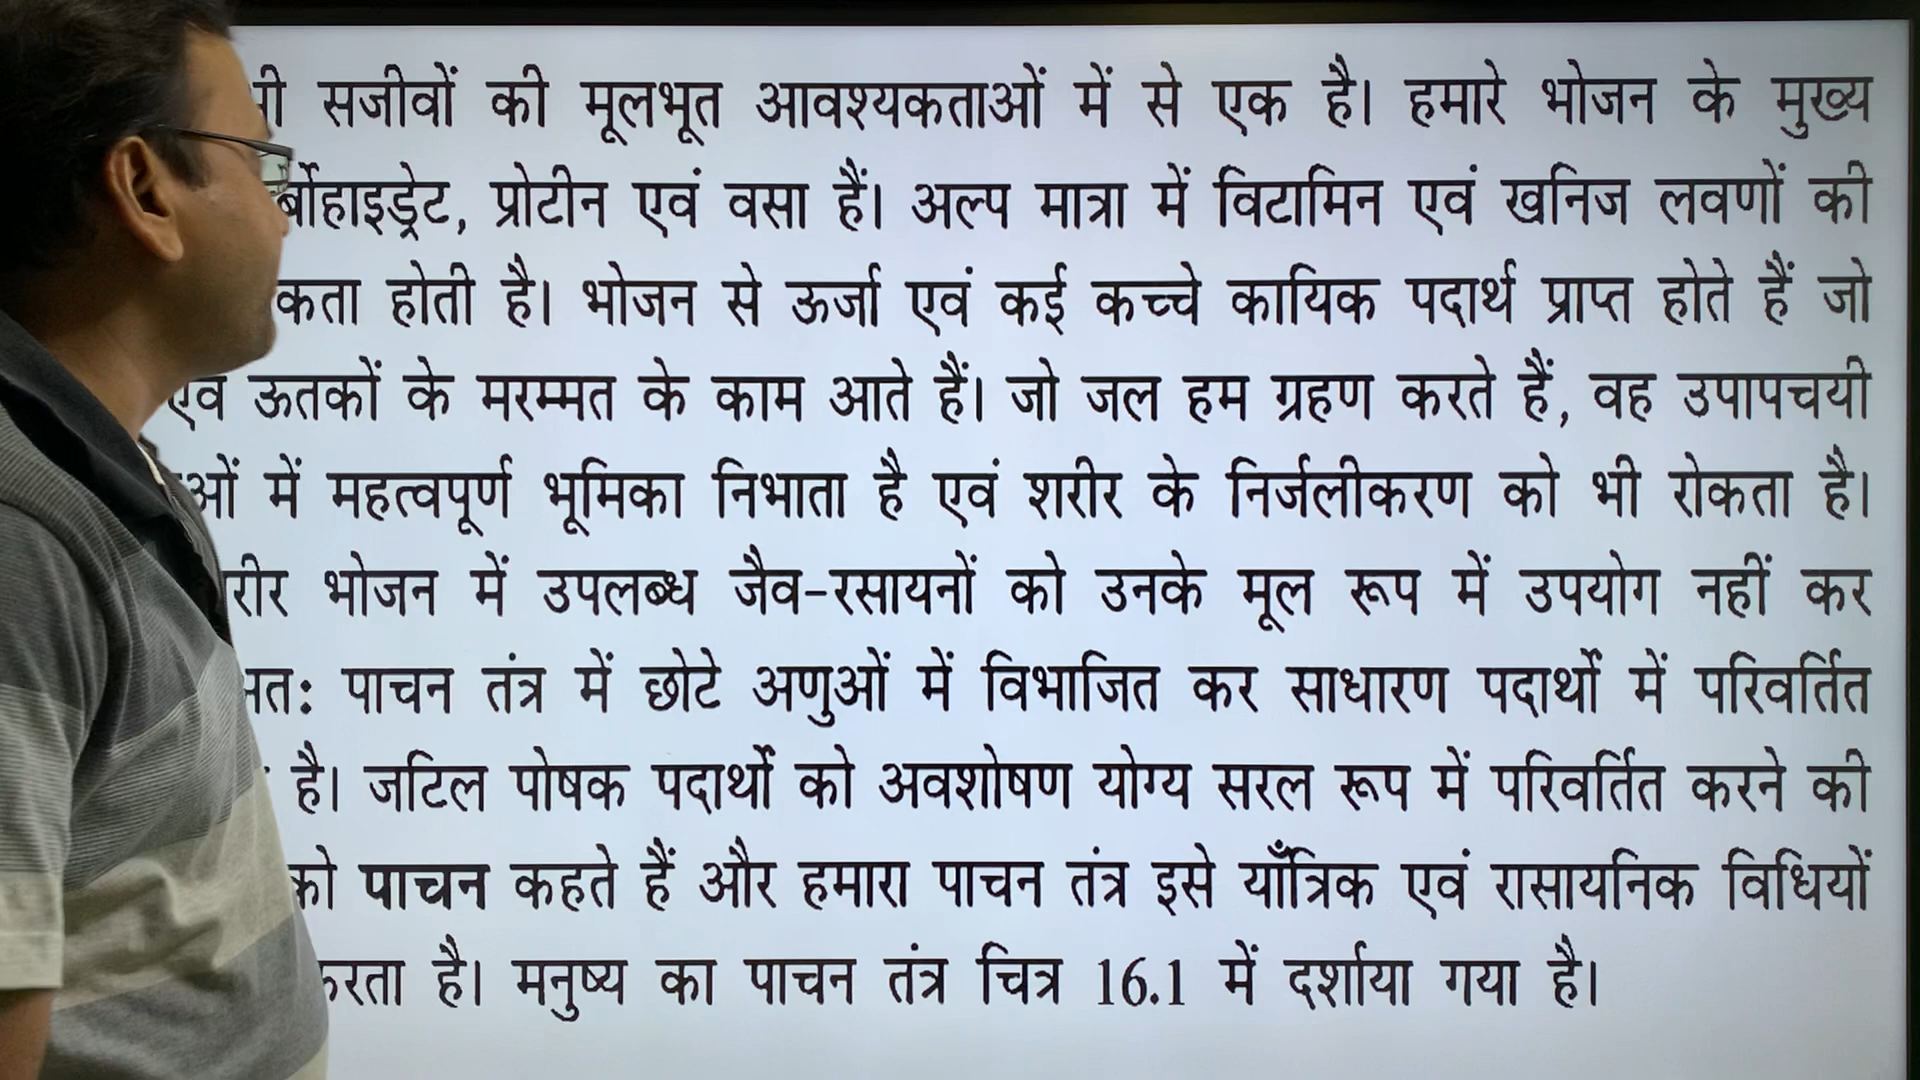 सजीवों की मूलभूत आवश्यकताओं में से एक है। हमारे भोजन के मुख्य
प्रोटीन एवं वसा हैं। अल्प मात्रा में विटामिन एवं खनिज लवणों की
होती है। भोजन से ऊर्जा एवं कई कच्चे कायिक पदार्थ प्राप्त होते हैं जो
एवं ऊतकों के मरम्मत के काम आते हैं। जो जल हम ग्रहण करते हैं, वह उपापचयी
में महत्वपूर्ण भूमिका निभाता है एवं शरीर के निर्जलीकरण को भी रोकता है।
भोजन में उपलब्ध जैव-रसायनों को उनके मूल रूप में उपयोग नहीं कर
पाचन तंत्र में छोटे अणुओं में विभाजित कर साधारण पदार्थों में परिवर्तित
है। जटिल पोषक पदार्थों को अवशोषण योग्य सरल रूप में परिवर्तित करने की
को पाचन कहते हैं और हमारा पाचन तंत्र इसे याँत्रिक एवं रासायनिक विधियों
करता है। मनुष्य का पाचन तंत्र चित्र 16.1 में दर्शाया गया है।